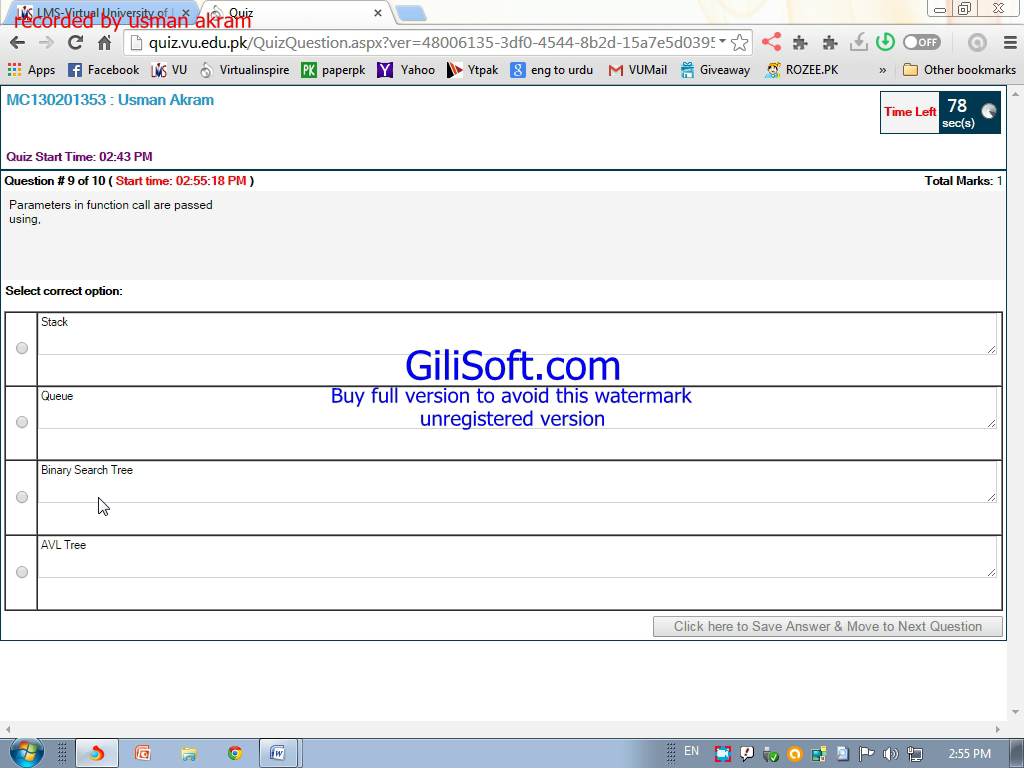 LMS-Virtual University of
Quiz
recorded by usman akram
quiz.vu.edu.pk/QuizQuestion.aspx?ver=48006135-3df0-4544-8b2d-15a7e5d0395
OFF
Apps
Facebook
VU
Virtualinspire
PK paperpk
Yahoo
Ytpak
8 eng to urdu
VUMail
Giveaway
ROZEE.PK
»
Other bookmarks
MC130201353 : Usman Akram
Time Left 78 sec(s)
Quiz Start Time: 02:43 PM
Question # 9 of 10 ( Start time: 02:55:18 PM )
Total Marks: 1
Parameters in function call are passed
using,
Select correct option:
Stack
GiliSoft.com
Queue
Buy full version to avoid this watermark
unregistered version
Binary Search Tree
AVL Tree
Click here to Save Answer & Move to Next Question
EN
2:55 PM